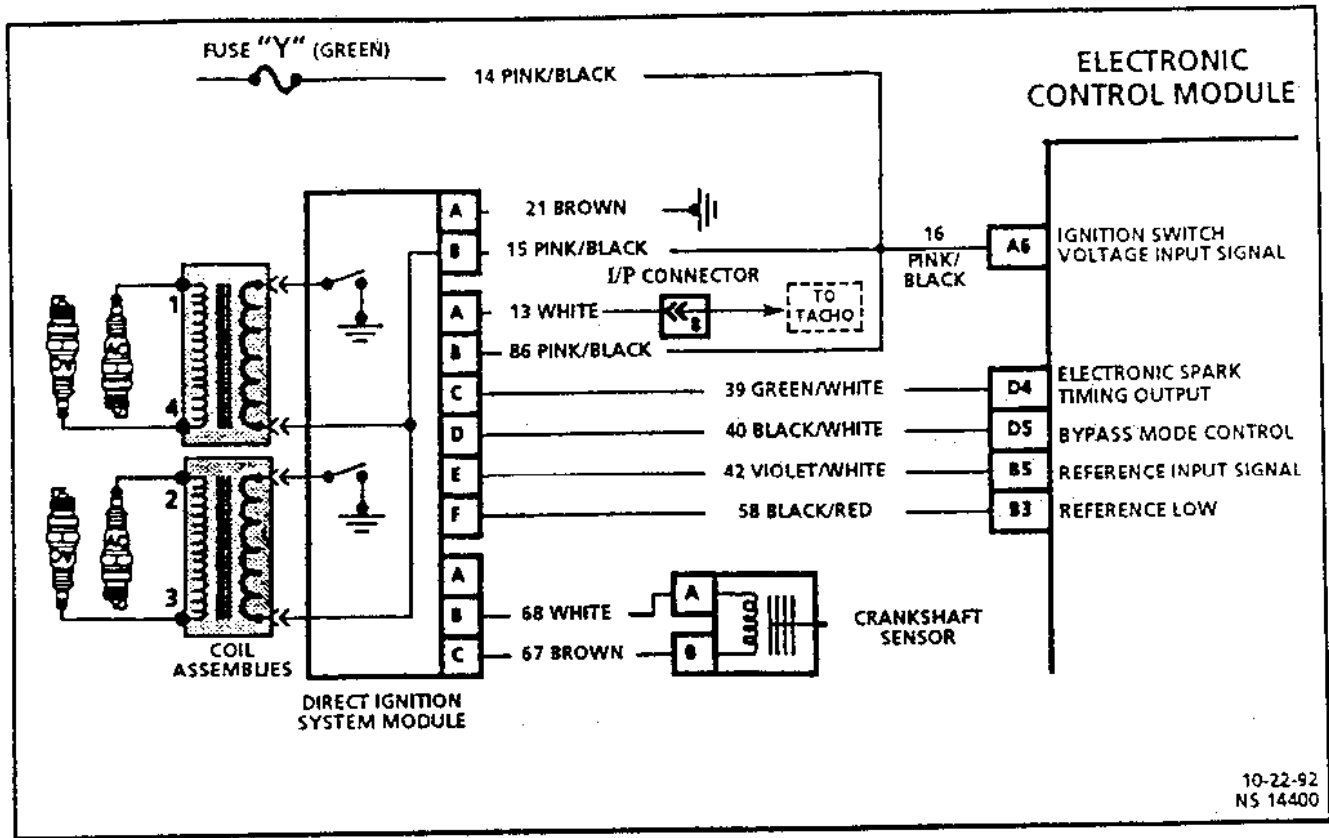 FUSE "Y" (GREEN)
14 PINK/BLACK
ELECTRONIC
CONTROL MODULE
A
21 BROWN
B
15 PINK/BLACK
16
PINK/
BLACK
A6
IGNITION SWITCH
VOLTAGE INPUT SIGNAL
I/P CONNECTOR
A
13 WHITE
8
TO
TACHO
B
86 PINK/BLACK
C
39 GREEN/WHITE
D4
ELECTRONIC SPARK
TIMING OUTPUT
D
40 BLACK/WHITE
D5
BYPASS MODE CONTROL
E
42 VIOLET/WHITE
B5
REFERENCE INPUT SIGNAL
F
58 BLACK/RED
B3
REFERENCE LOW
1
4
2
3
COIL
ASSEMBLIES
A
B
68 WHITE
A
C
67 BROWN
B
CRANKSHAFT
SENSOR
DIRECT IGNITION
SYSTEM MODULE
10-22-92
NS 14400